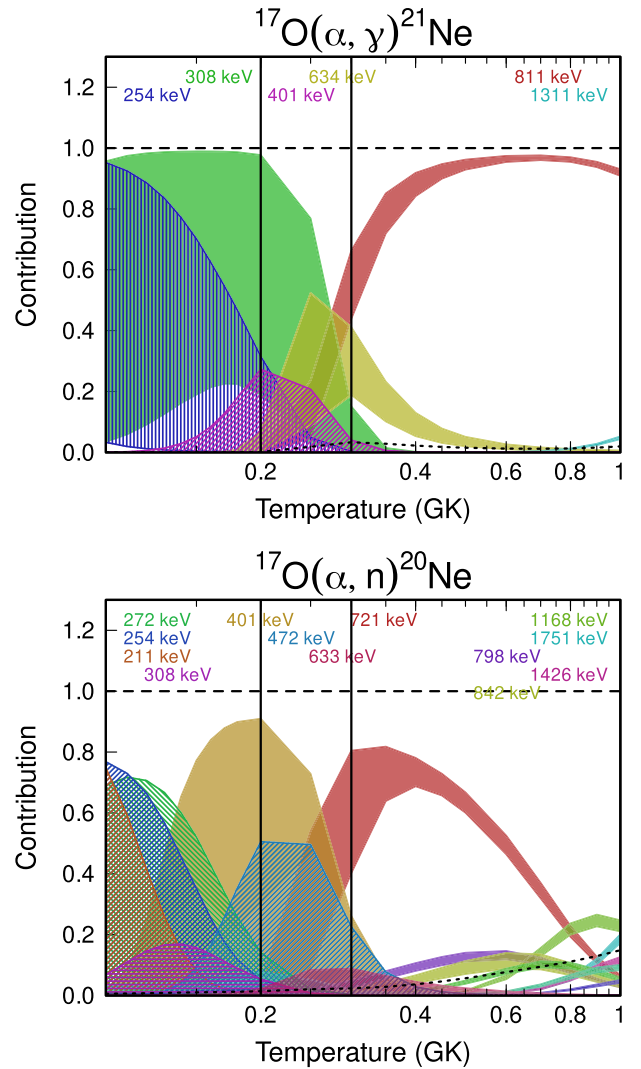 ¹⁷O(α, γ)²¹Ne
308 keV 634 keV 811 keV
254 keV 401 keV 1311 keV
1.2
1.0
0.8
0.6
0.4
0.2
0.0
Contribution
0.2 0.4 0.6 0.8 1
Temperature (GK)
¹⁷O(α, n)²⁰Ne
272 keV 401 keV 721 keV 1168 keV
254 keV 472 keV 1751 keV
211 keV 633 keV 798 keV
308 keV 1426 keV
842 keV
1.2
1.0
0.8
0.6
0.4
0.2
0.0
Contribution
0.2 0.4 0.6 0.8 1
Temperature (GK)